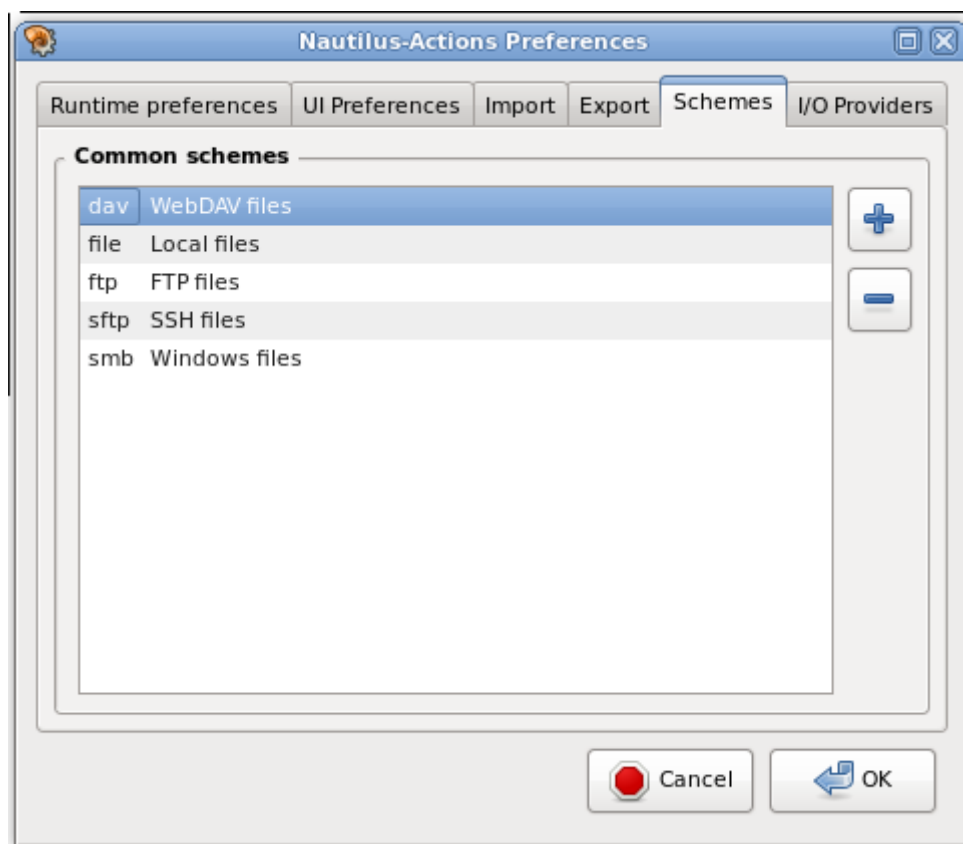 Nautilus-Actions Preferences
Runtime preferences UI Preferences Import Export Schemes I/O Providers
Common schemes
dav WebDAV files
file Local files
ftp FTP files
sftp SSH files
smb Windows files
Cancel OK